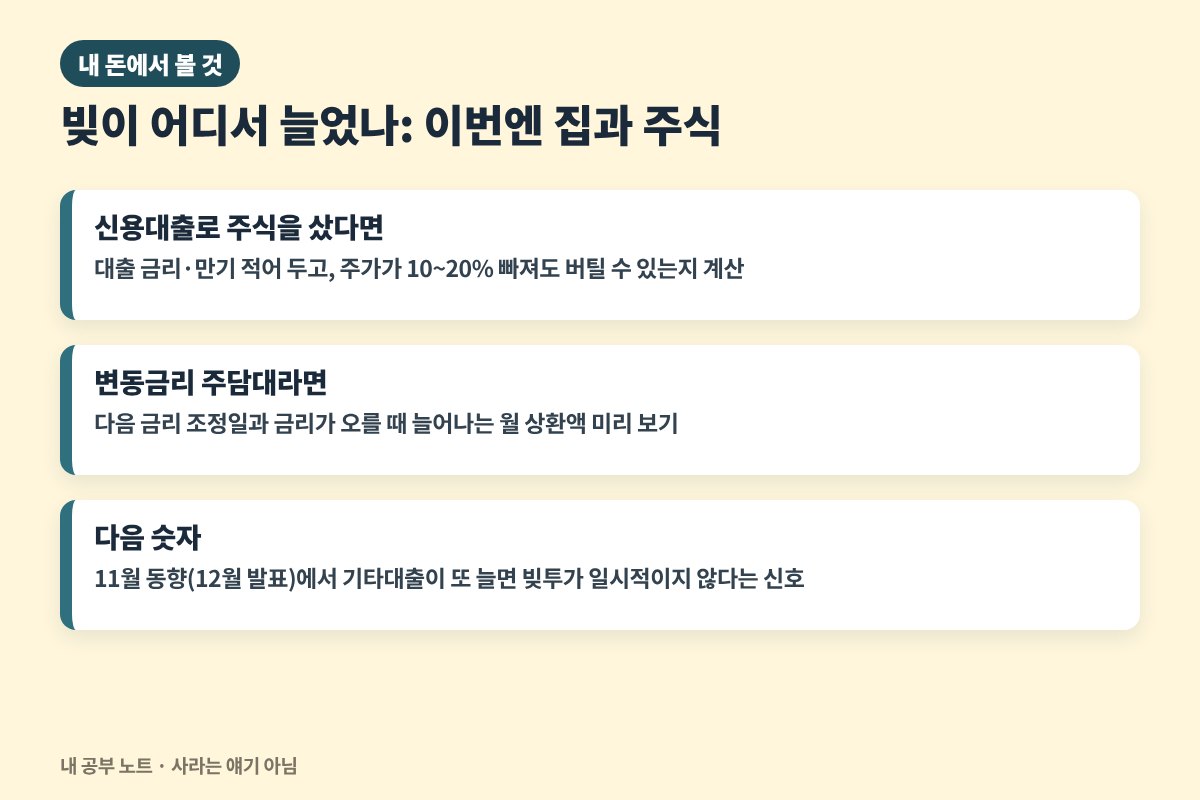 내 돈에서 볼 것
빚이 어디서 늘었나: 이번엔 집과 주식
신용대출로 주식을 샀다면
대출 금리·만기 적어 두고, 주가가 10~20% 빠져도 버틸 수 있는지 계산
변동금리 주담대라면
다음 금리 조정일과 금리가 오를 때 늘어나는 월 상환액 미리 보기
다음 숫자
11월 동향(12월 발표)에서 기타대출이 또 늘면 빚투가 일시적이지 않다는 신호
내 공부 노트 · 사라는 얘기 아님